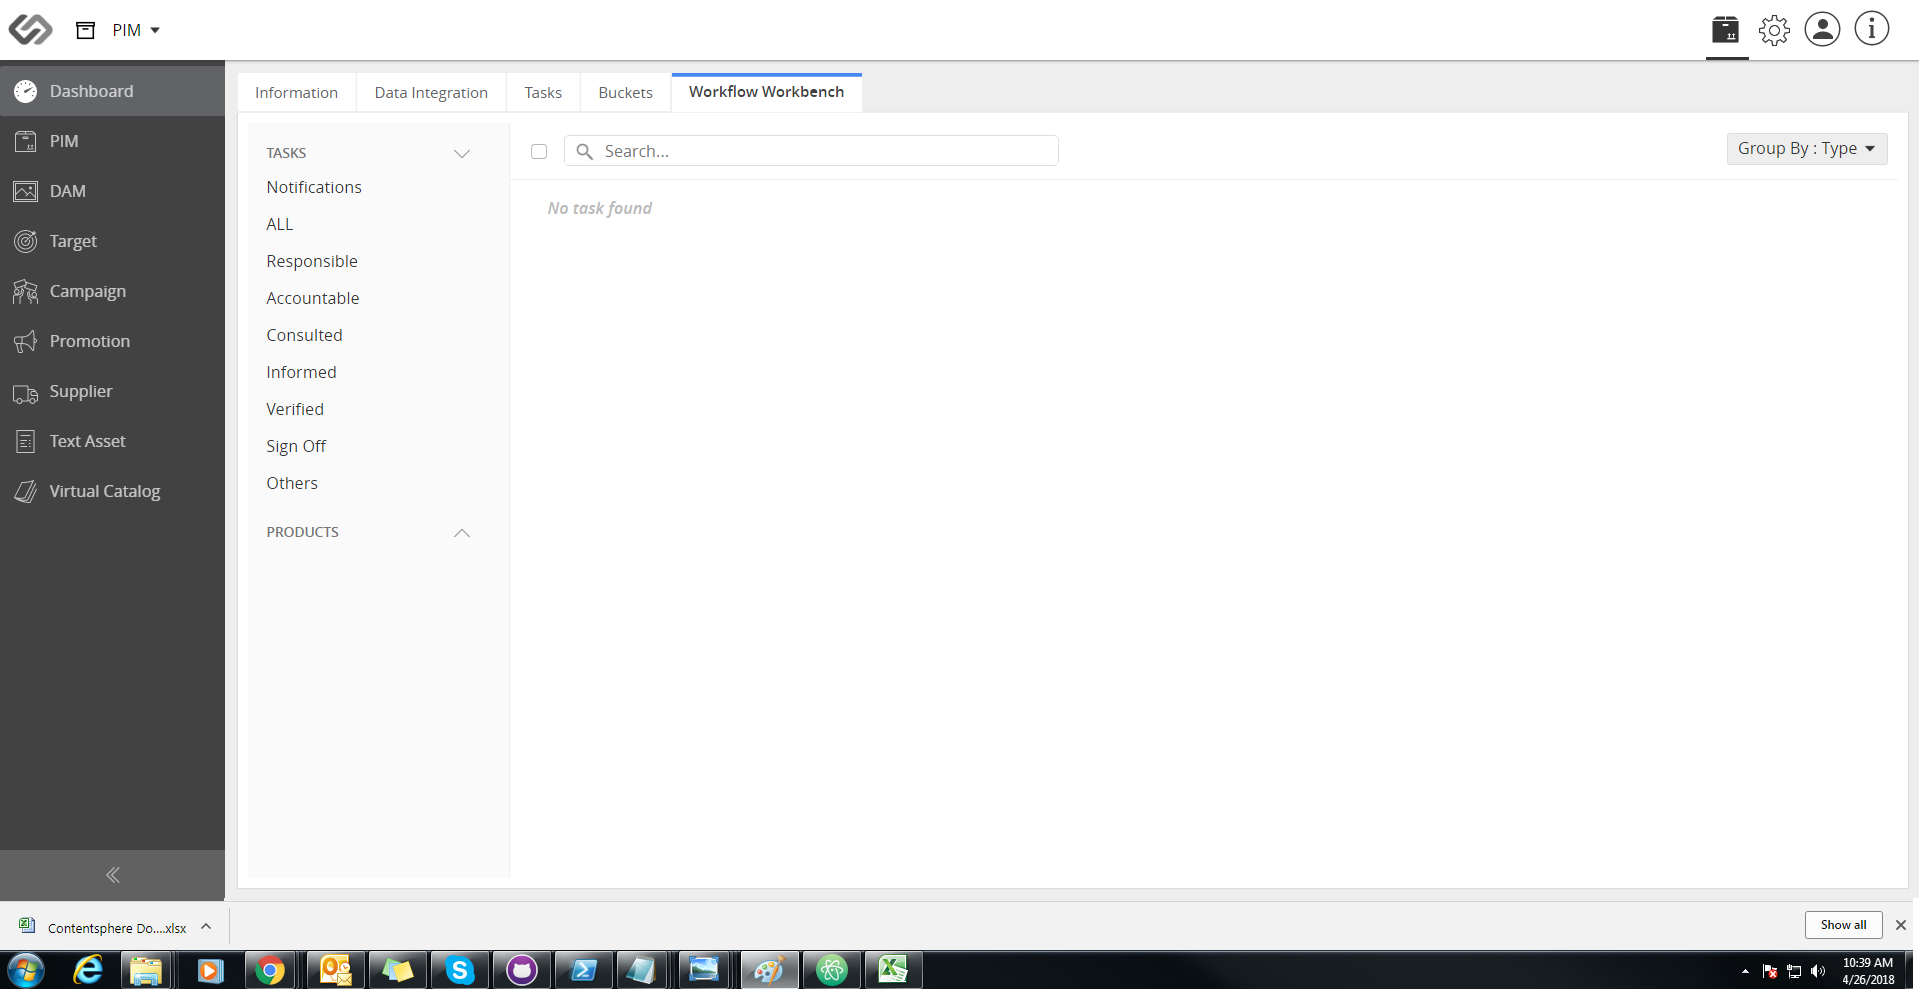 PIM
Dashboard
PIM
DAM
Target
Campaign
Promotion
Supplier
Text Asset
Virtual Catalog
Information
Data Integration
Tasks
Buckets
Workflow Workbench
TASKS
Notifications
ALL
Responsible
Accountable
Consulted
Informed
Verified
Sign Off
Others
PRODUCTS
Search...
Group By : Type
No task found
Contentsphere Do....xlsx
Show all
10:39 AM
4/26/2018